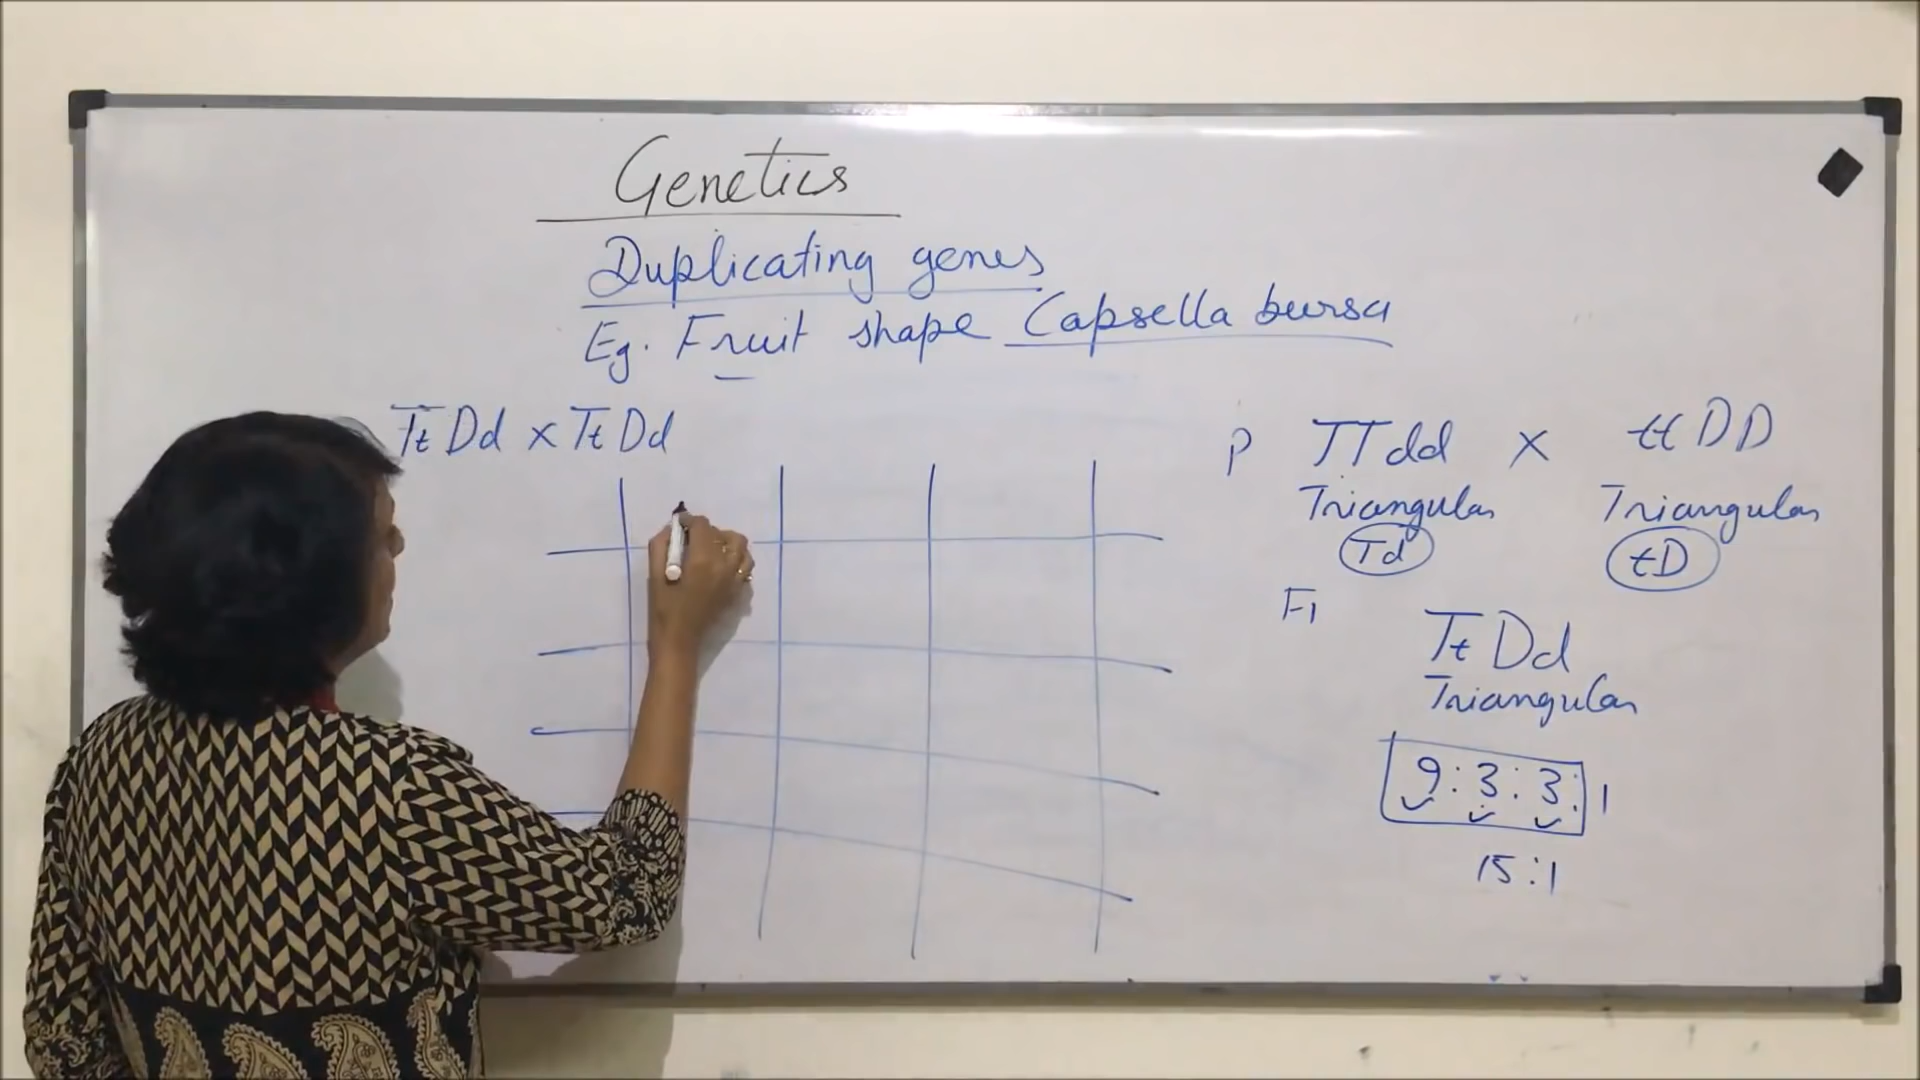 Genetics
Duplicating genes
Eg. Fruit shape Capsella bursa
Tt Dd x Tt Dd
P TTdd x ttDD
Triangular Triangular
Td tD
F1
Tt Dd
Triangular
9:3:3:1
15:1